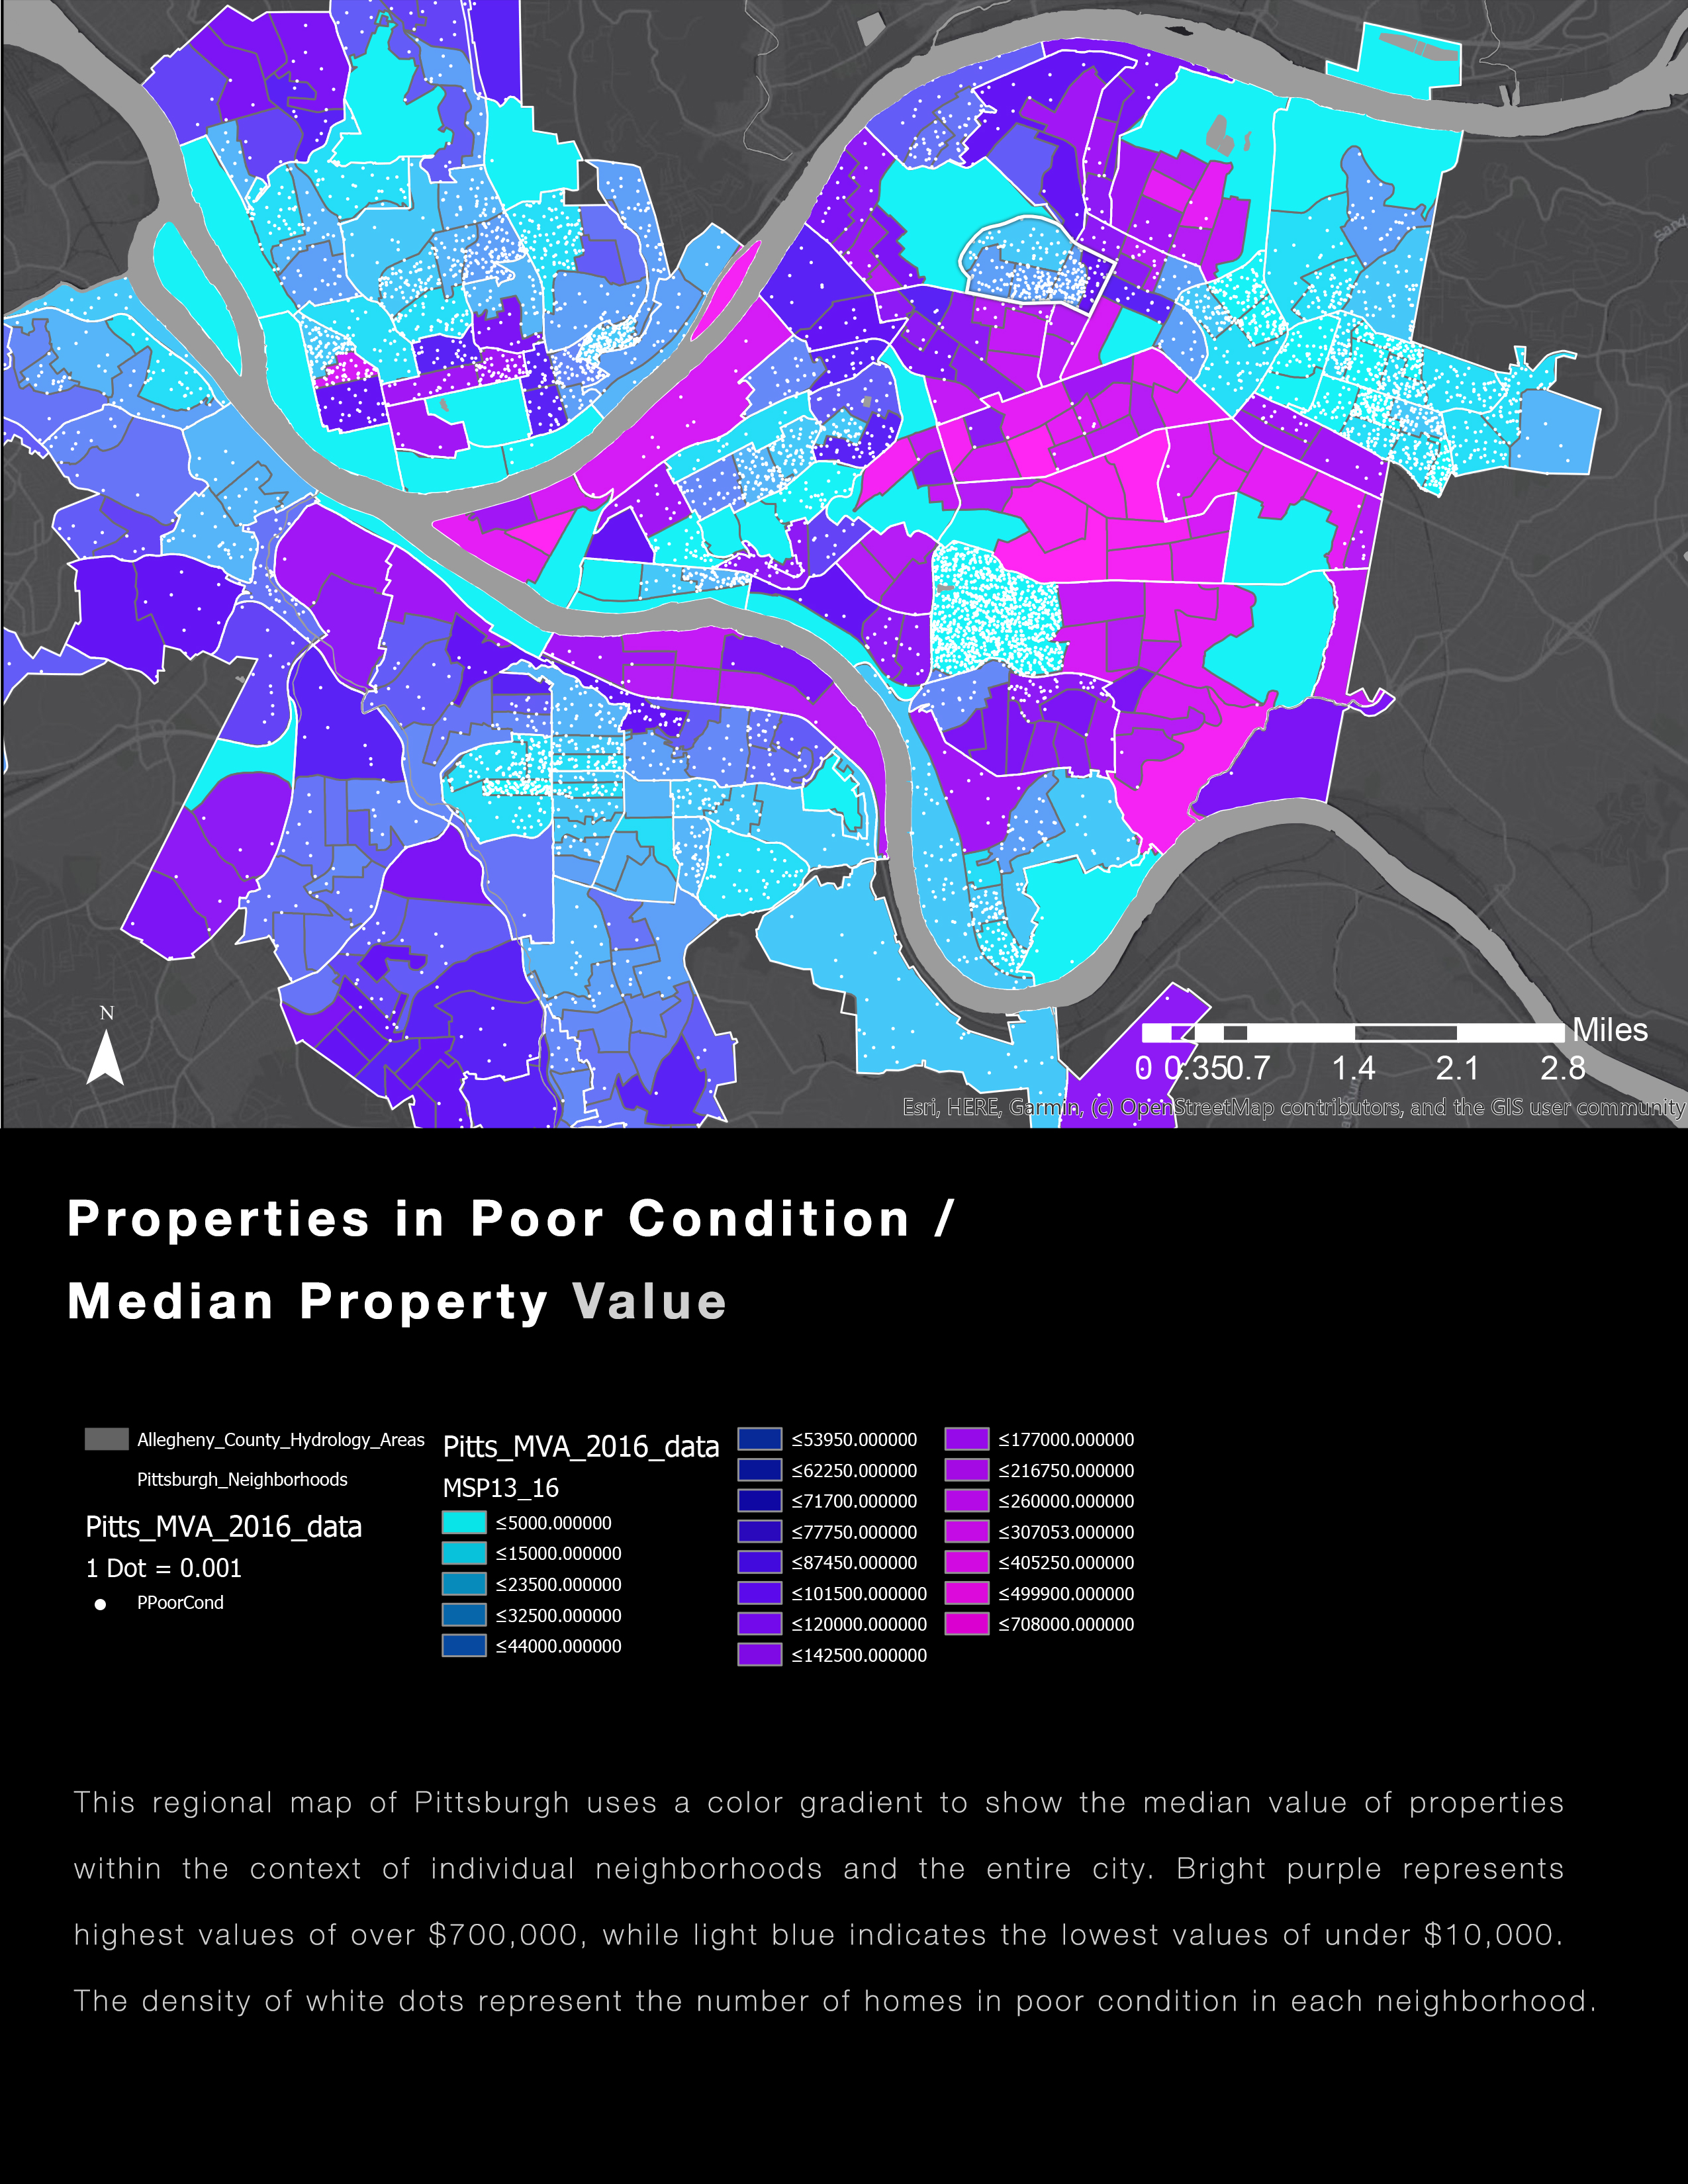 Sand
N
Miles
0 0.35 0.7 1.4 2.1 2.8
Esri, HERE, Garmin, (c) OpenStreetMap contributors, and the GIS user community
Properties in Poor Condition /
Median Property Value
Allegheny_County_Hydrology_Areas
Pittsburgh_Neighborhoods
Pitts_MVA_2016_data
1 Dot = 0.001
PPoorCond
Pitts_MVA_2016_data
MSP13_16
≤5000.000000
≤15000.000000
≤23500.000000
≤32500.000000
≤44000.000000
≤53950.000000
≤62250.000000
≤71700.000000
≤77750.000000
≤87450.000000
≤101500.000000
≤120000.000000
≤142500.000000
≤177000.000000
≤216750.000000
≤260000.000000
≤307053.000000
≤405250.000000
≤499900.000000
≤708000.000000
This regional map of Pittsburgh uses a color gradient to show the median value of properties
within the context of individual neighborhoods and the entire city. Bright purple represents
highest values of over $700,000, while light blue indicates the lowest values of under $10,000.
The density of white dots represent the number of homes in poor condition in each neighborhood.